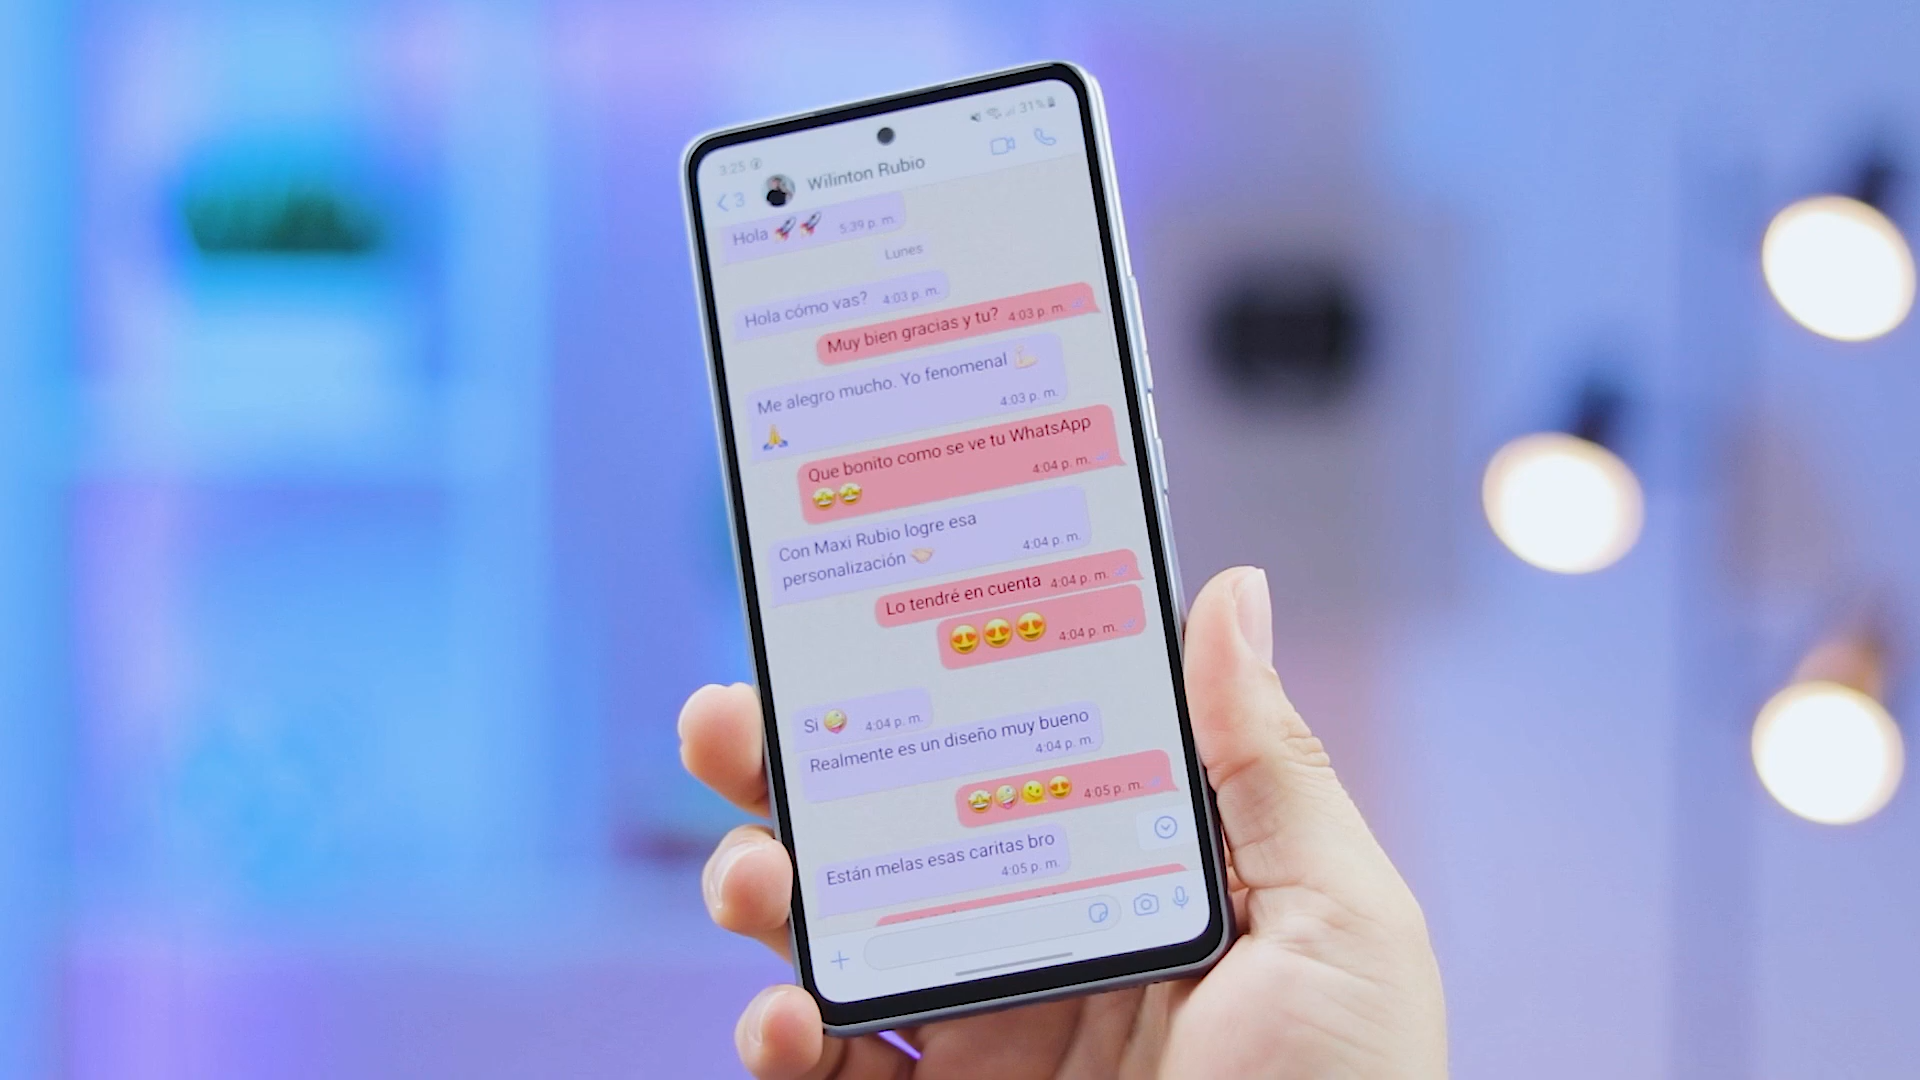 3:25 31%
3 Wilinton Rubio
Hola 🚀🚀 5:39 p. m.
Lunes
Hola cómo vas? 4:03 p. m.
Muy bien gracias y tu? 4:03 p. m.
Me alegro mucho. Yo fenomenal 💪🏻
🙏🏻 4:03 p. m.
Que bonito como se ve tu WhatsApp
🤩🤩 4:04 p. m.
Con Maxi Rubio logre esa
personalización 🤝🏻 4:04 p. m.
Lo tendré en cuenta 4:04 p. m.
😍😍😍 4:04 p. m.
Si 🤪 4:04 p. m.
Realmente es un diseño muy bueno
4:04 p. m.
🤩🤪🫠😍 4:05 p. m.
Están melas esas caritas bro
4:05 p. m.